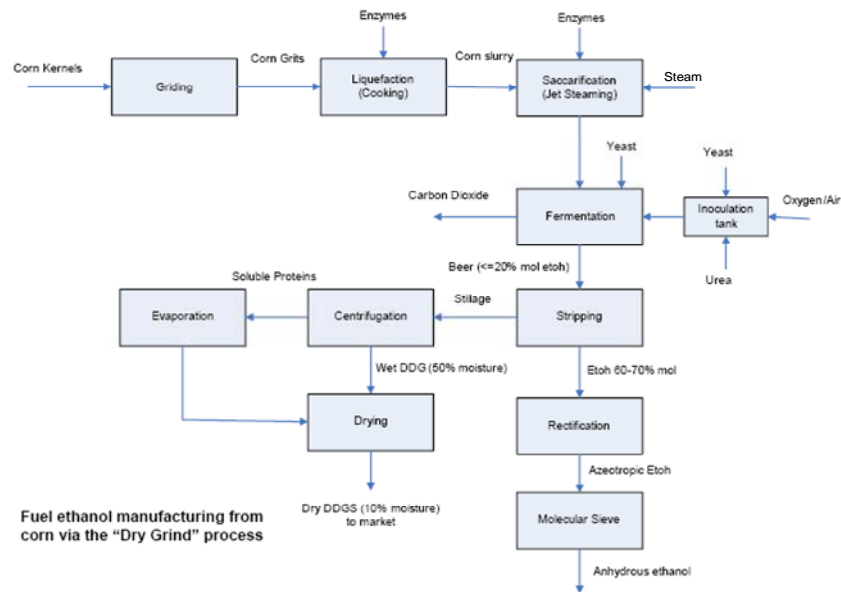 Enzymes
Enzymes
Corn Kernels
Corn Grits
Corn slurry
Griding
Liquefaction
(Cooking)
Saccarification
(Jet Steaming)
Steam
Yeast
Yeast
Carbon Dioxide
Fermentation
Inoculation
tank
Oxygen/Air
Urea
Beer (<=20% mol etoh)
Soluble Proteins
Stillage
Evaporation
Centrifugation
Stripping
Wet DDG (50% moisture)
Etoh 60-70% mol
Drying
Rectification
Azeotropic Etoh
Dry DDGS (10% moisture)
to market
Fuel ethanol manufacturing from
corn via the “Dry Grind” process
Molecular Sieve
Anhydrous ethanol